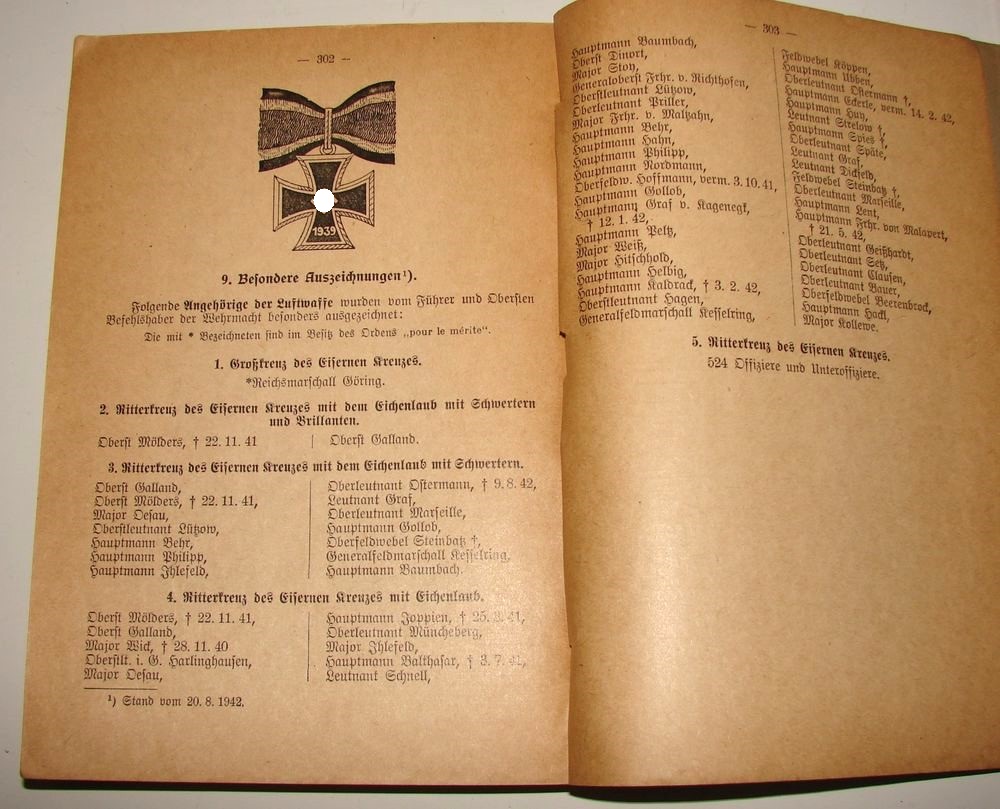 — 302 —
1939
9. Besondere Auszeichnungen¹).
Folgende Angehörige der Luftwaffe wurden vom Führer und Obersten
Befehlshaber der Wehrmacht besonders ausgezeichnet:
Die mit * Bezeichneten sind im Besitz des Ordens „pour le mérite“.
1. Großkreuz des Eisernen Kreuzes.
*Reichsmarschall Göring.
2. Ritterkreuz des Eisernen Kreuzes mit dem Eichenlaub mit Schwertern
und Brillanten.
Oberst Mölders, † 22. 11. 41
Oberst Galland.
3. Ritterkreuz des Eisernen Kreuzes mit dem Eichenlaub mit Schwertern.
Oberst Galland,
Oberst Mölders, † 22. 11. 41,
Major Oesau,
Oberstleutnant Lützow,
Hauptmann Behr,
Hauptmann Philipp,
Hauptmann Ihlefeld,
Oberleutnant Ostermann, † 9. 8. 42,
Leutnant Graf,
Oberleutnant Marseille,
Hauptmann Gollob,
Oberfeldwebel Steinbatz †,
Generalfeldmarschall Kesselring,
Hauptmann Baumbach.
4. Ritterkreuz des Eisernen Kreuzes mit Eichenlaub.
Oberst Mölders, † 22. 11. 41,
Oberst Galland,
Major Wick, † 28. 11. 40
Oberstlt. i. G. Harlinghausen,
Major Oesau,
Hauptmann Joppien, † 25. 8. 41,
Oberleutnant Müncheberg,
Major Ihlefeld,
Hauptmann Balthasar, † 3. 7. 41,
Leutnant Schnell,
¹) Stand vom 20. 8. 1942.
— 303 —
Hauptmann Baumbach,
Oberst Dinort,
Major Stoy,
Generaloberst Frhr. v. Richthofen,
Oberstleutnant Lützow,
Oberleutnant Priller,
Major Frhr. v. Maltzahn,
Hauptmann Behr,
Hauptmann Hahn,
Hauptmann Philipp,
Hauptmann Nordmann,
Oberfeldw. Hoffmann, verm. 3. 10. 41,
Hauptmann Gollob,
Hauptmann Graf v. Kageneck,
† 12. 1. 42,
Hauptmann Peltz,
Major Weiß,
Major Hitschhold,
Hauptmann Helbig,
Hauptmann Kaldrack, † 3. 2. 42,
Oberstleutnant Hagen,
Generalfeldmarschall Kesselring,
Feldwebel Köppen,
Hauptmann Ubben,
Oberleutnant Ostermann †,
Hauptmann Eckerle, verm. 14. 2. 42,
Hauptmann Huy,
Leutnant Strelow †,
Hauptmann Spies †,
Oberleutnant Späte,
Leutnant Graf,
Leutnant Dickfeld,
Feldwebel Steinbatz †,
Oberleutnant Marseille,
Hauptmann Lent,
Hauptmann Frhr. von Malapert,
† 21. 5. 42,
Oberleutnant Geißhardt,
Oberleutnant Setz,
Oberleutnant Clausen,
Oberleutnant Bauer,
Oberfeldwebel Beerenbrock,
Hauptmann Hackl,
Major Kollewe.
5. Ritterkreuz des Eisernen Kreuzes.
524 Offiziere und Unteroffiziere.